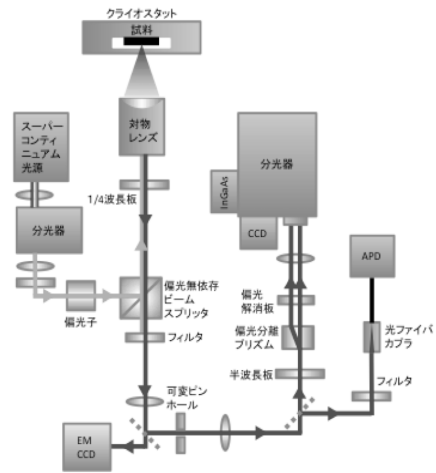 クライオスタット
試料
対物
レンズ
スーパー
コンティ
ニュアム
光源
1/4波長板
分光器
偏光子
偏光無依存
ビーム
スプリッタ
フィルタ
可変ピン
ホール
EM
CCD
分光器
InGaAs
CCD
偏光
解消板
偏光分離
プリズム
半波長板
APD
光ファイバ
カプラ
フィルタ